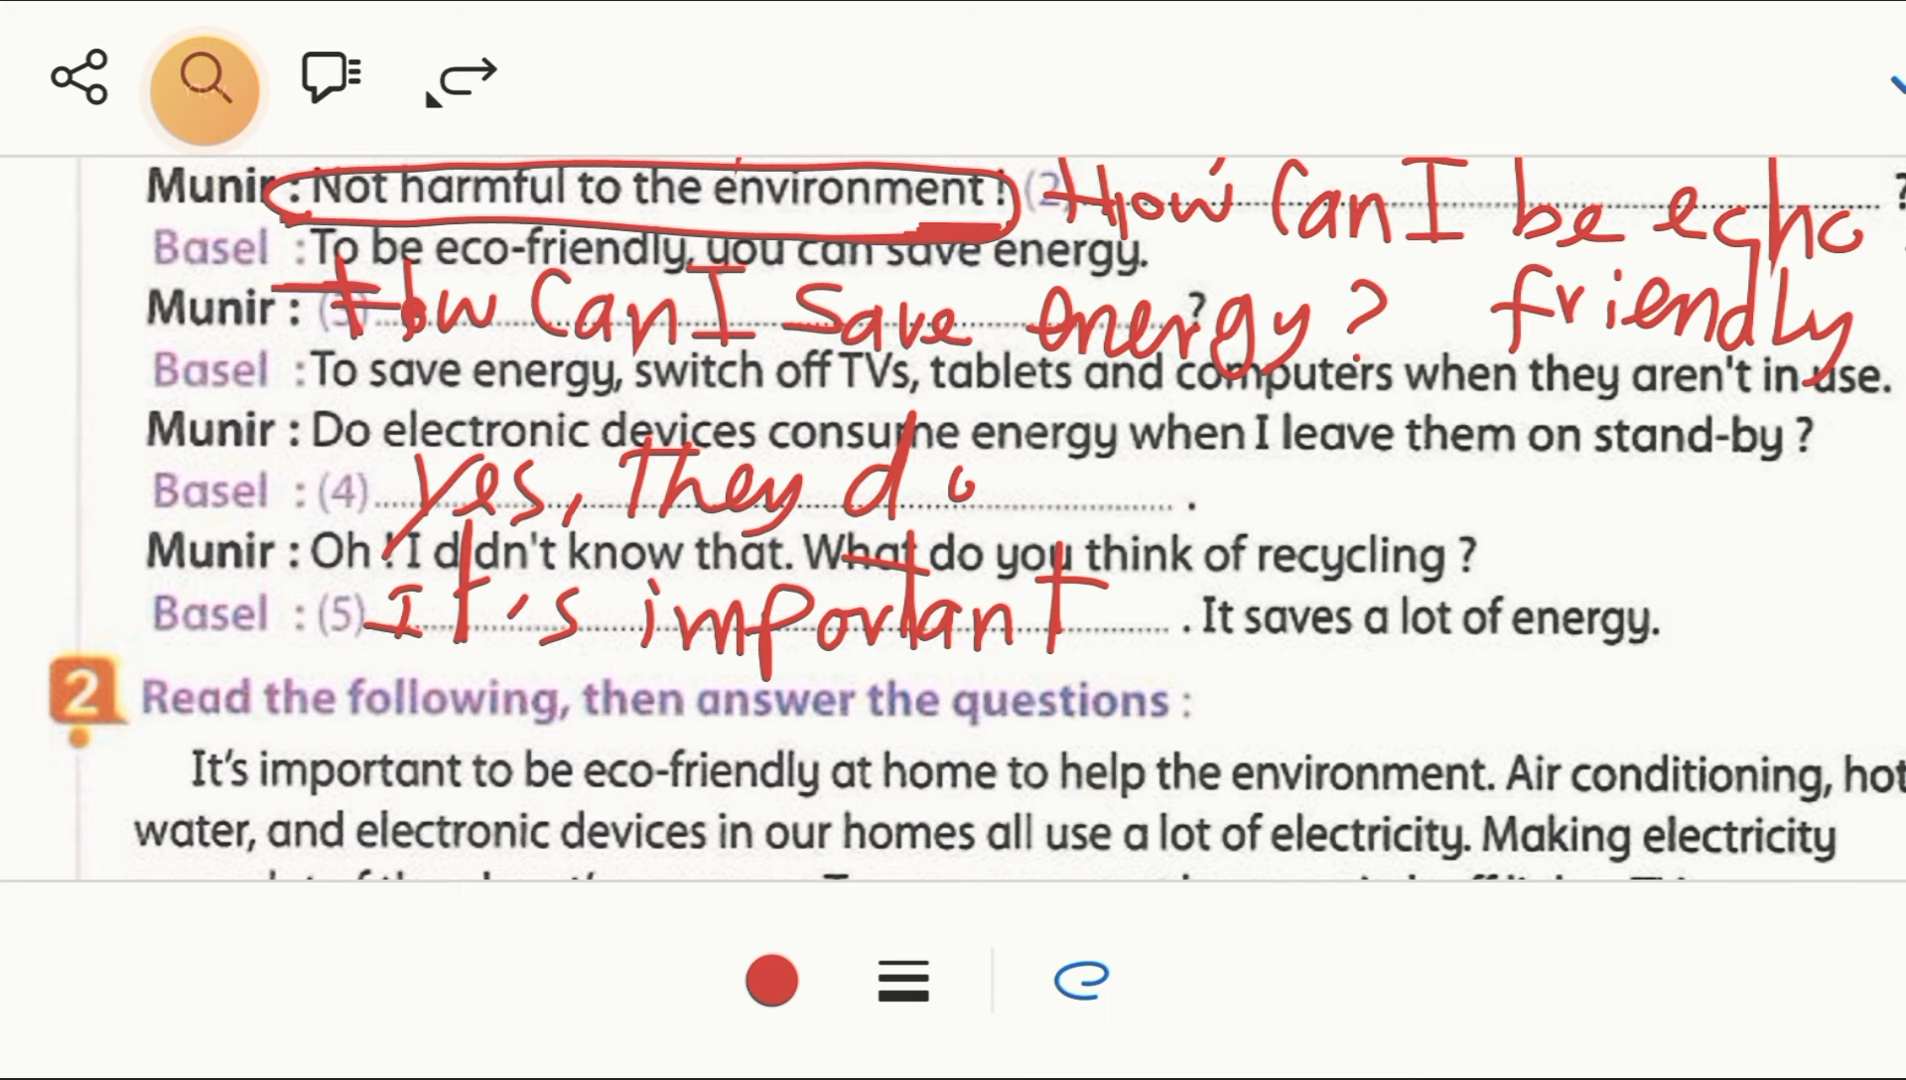 Munir : Not harmful to the environment ! (2) How can I be echo friendly ?
Basel : To be eco-friendly, you can save energy.
Munir : (3) How can I save energy? ?
Basel : To save energy, switch off TVs, tablets and computers when they aren't in use.
Munir : Do electronic devices consume energy when I leave them on stand-by ?
Basel : (4) Yes, they do .
Munir : Oh ! I didn't know that. What do you think of recycling ?
Basel : (5) It's important . It saves a lot of energy.
2 Read the following, then answer the questions :
It's important to be eco-friendly at home to help the environment. Air conditioning, hot
water, and electronic devices in our homes all use a lot of electricity. Making electricity